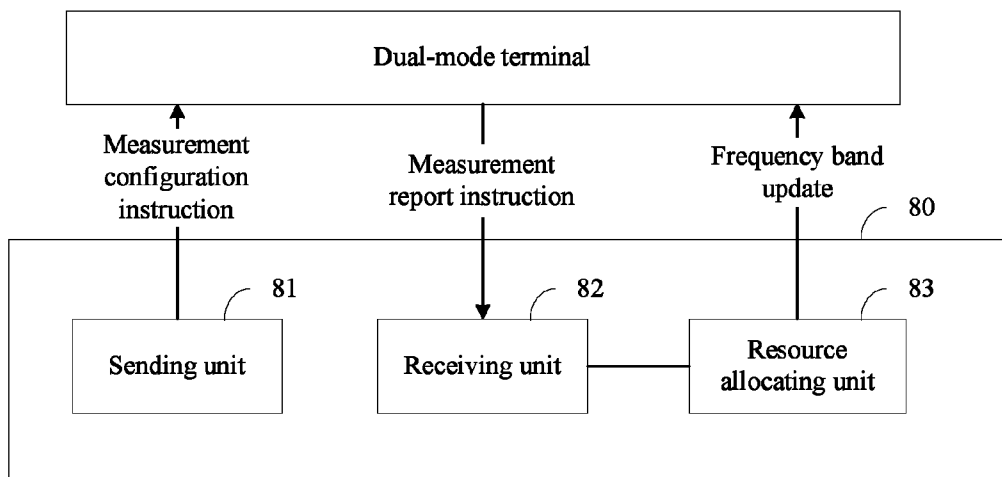 Dual-mode terminal
Measurement
configuration
instruction
Measurement
report instruction
Frequency band
update
80
81
82
83
Sending unit
Receiving unit
Resource
allocating unit